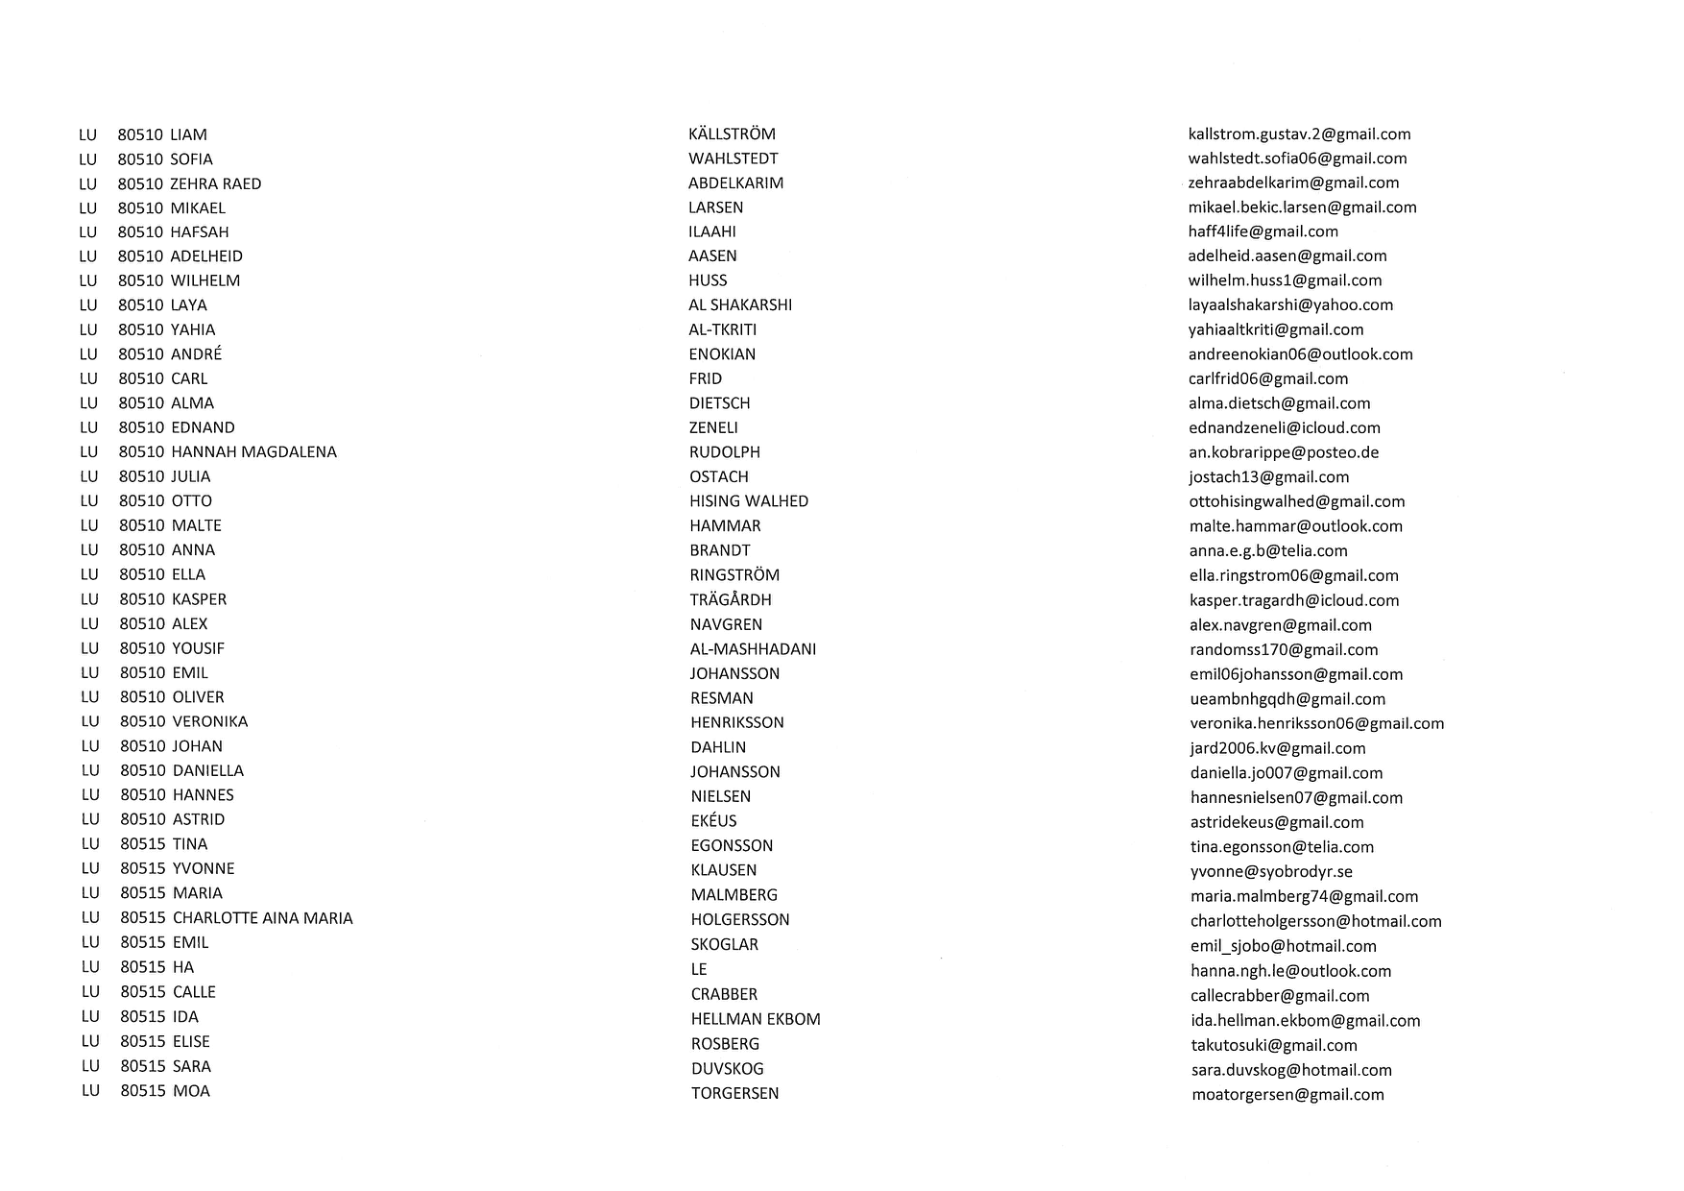 LU 80510 LIAM KÄLLSTRÖM kallstrom.gustav.2@gmail.com
LU 80510 SOFIA WAHLSTEDT wahlstedt.sofia06@gmail.com
LU 80510 ZEHRA RAED ABDELKARIM zehraabdelkarim@gmail.com
LU 80510 MIKAEL LARSEN mikael.bekic.larsen@gmail.com
LU 80510 HAFSAH ILAAHI haff4life@gmail.com
LU 80510 ADELHEID AASEN adelheid.aasen@gmail.com
LU 80510 WILHELM HUSS wilhelm.huss1@gmail.com
LU 80510 LAYA AL SHAKARSHI layaalshakarshi@yahoo.com
LU 80510 YAHIA AL-TKRITI yahiaaltkriti@gmail.com
LU 80510 ANDRÉ ENOKIAN andreenokian06@outlook.com
LU 80510 CARL FRID carlfrid06@gmail.com
LU 80510 ALMA DIETSCH alma.dietsch@gmail.com
LU 80510 EDNAND ZENELI ednandzeneli@icloud.com
LU 80510 HANNAH MAGDALENA RUDOLPH an.kobrarippe@posteo.de
LU 80510 JULIA OSTACH jostach13@gmail.com
LU 80510 OTTO HISING WALHED ottohisingwalhed@gmail.com
LU 80510 MALTE HAMMAR malte.hammar@outlook.com
LU 80510 ANNA BRANDT anna.e.g.b@telia.com
LU 80510 ELLA RINGSTRÖM ella.ringstrom06@gmail.com
LU 80510 KASPER TRÄGÅRDH kasper.tragardh@icloud.com
LU 80510 ALEX NAVGREN alex.navgren@gmail.com
LU 80510 YOUSIF AL-MASHHADANI randomss170@gmail.com
LU 80510 EMIL JOHANSSON emil06johansson@gmail.com
LU 80510 OLIVER RESMAN ueambnhgqdh@gmail.com
LU 80510 VERONIKA HENRIKSSON veronika.henriksson06@gmail.com
LU 80510 JOHAN DAHLIN jard2006.kv@gmail.com
LU 80510 DANIELLA JOHANSSON daniella.jo007@gmail.com
LU 80510 HANNES NIELSEN hannesnielsen07@gmail.com
LU 80510 ASTRID EKÉUS astridekeus@gmail.com
LU 80515 TINA EGONSSON tina.egonsson@telia.com
LU 80515 YVONNE KLAUSEN yvonne@syobrodyr.se
LU 80515 MARIA MALMBERG maria.malmberg74@gmail.com
LU 80515 CHARLOTTE AINA MARIA HOLGERSSON charlotteholgersson@hotmail.com
LU 80515 EMIL SKOGLAR emil_sjobo@hotmail.com
LU 80515 HA LE hanna.ngh.le@outlook.com
LU 80515 CALLE CRABBER callecrabber@gmail.com
LU 80515 IDA HELLMAN EKBOM ida.hellman.ekbom@gmail.com
LU 80515 ELISE ROSBERG takutosuki@gmail.com
LU 80515 SARA DUVSKOG sara.duvskog@hotmail.com
LU 80515 MOA TORGERSEN moatorgersen@gmail.com